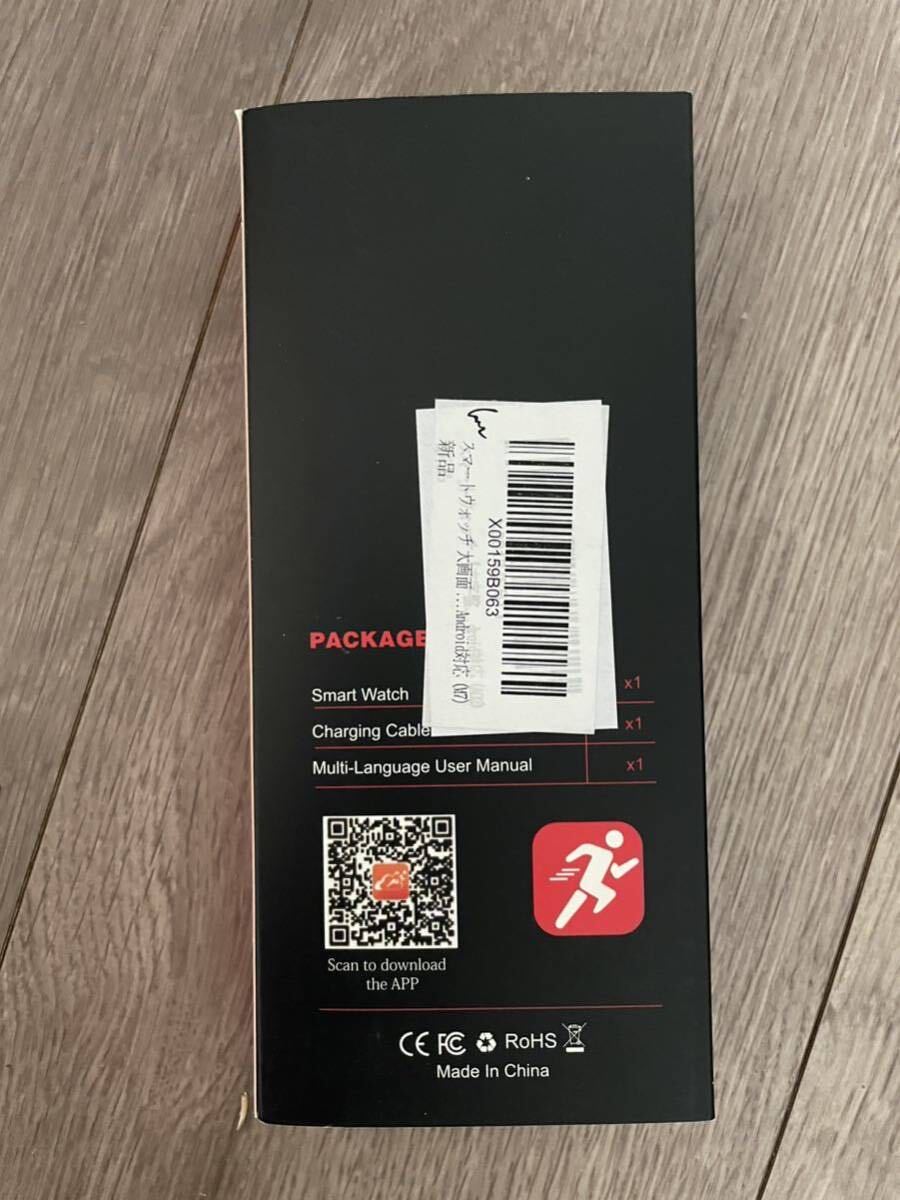 スマートウォッチ 大画面...Android対応 (W7)
新品
X00159B063
PACKAGE
Smart Watch x1
Charging Cable x1
Multi-Language User Manual x1
Scan to download
the APP
CE FC RoHS
Made In China